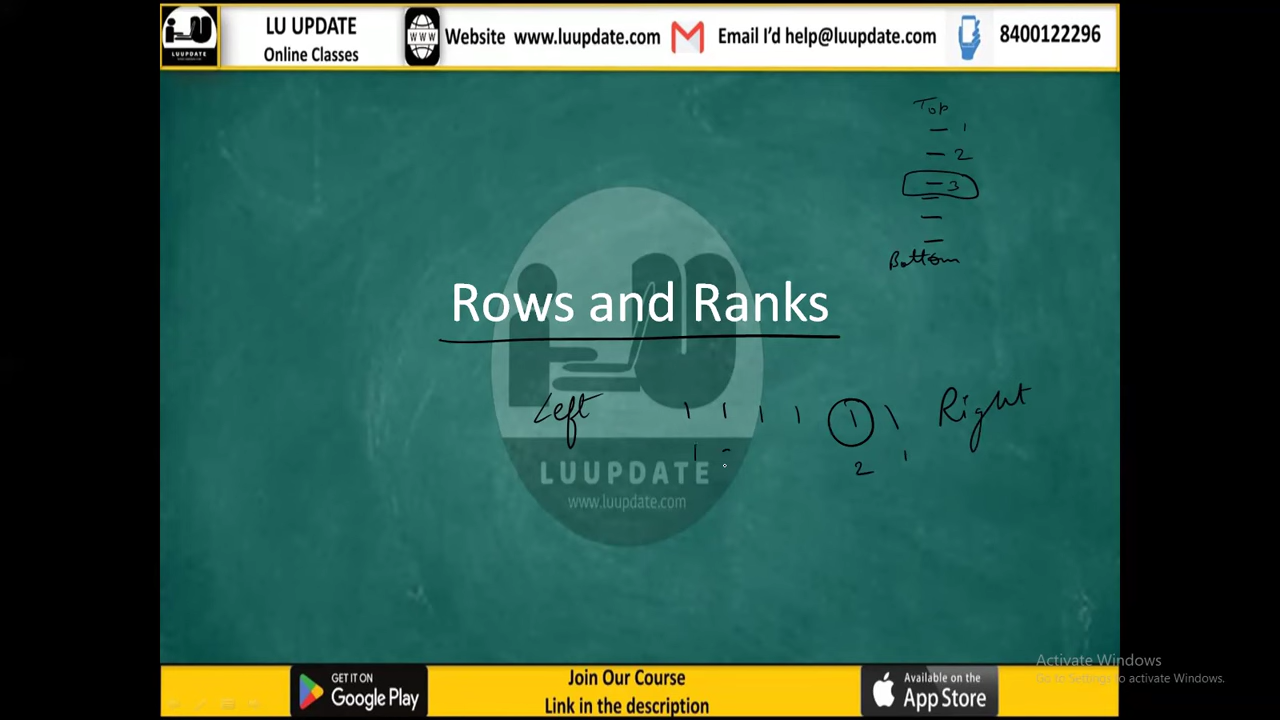 LU UPDATE
Online Classes
Website www.luupdate.com
Email I'd help@luupdate.com
8400122296
LUUPDATE
Top
1
2
3
Bottom
Rows and Ranks
Left
Right
1
2 1
LUUPDATE
www.luupdate.com
Activate Windows
Go to Settings to activate Windows.
GET IT ON
Google Play
Join Our Course
Link in the description
Available on the
App Store